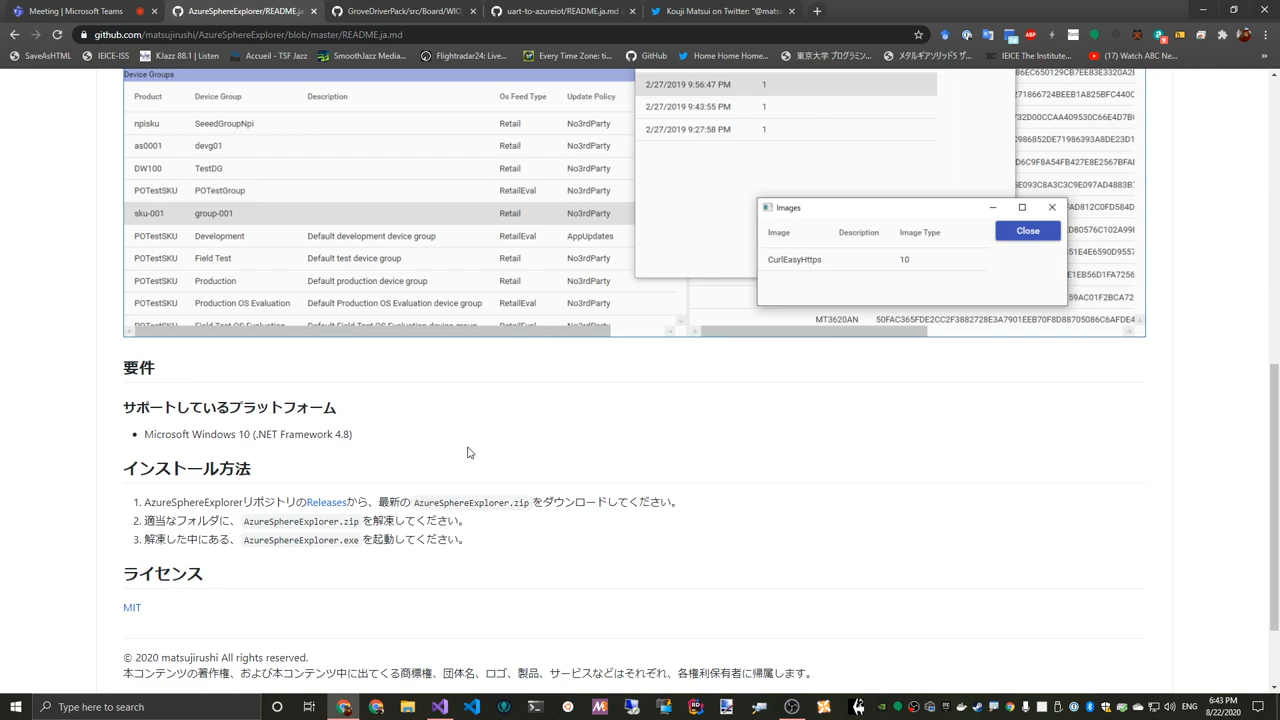 Meeting | Microsoft Teams
AzureSphereExplorer/README.ja.m
GroveDriverPack/src/Board/WIO
uart-to-azureiot/README.md
Kouji Matsui on Twitter: "@mats
github.com/matsujirushi/AzureSphereExplorer/blob/master/README.ja.md
SaveAsHTML
IEICE-ISS
KJazz 88.1 | Listen
Accueil - TSF Jazz
SmoothJazz Media...
Flightradar24: Live...
Every Time Zone: ti...
GitHub
Home Home Home...
東京大学 プログラミン...
メタルギアソリッド ザ...
IEICE The Institute...
(17) Watch ABC Ne...
Device Groups
Product Device Group Description Os Feed Type Update Policy
npisku SeeedGroupNpi Retail No3rdParty
as0001 devg01 Retail No3rdParty
DW100 TestDG Retail No3rdParty
POTestSKU POTestGroup RetailEval No3rdParty
sku-001 group-001 Retail No3rdParty
POTestSKU Development Default development device group RetailEval AppUpdates
POTestSKU Field Test Default test device group RetailEval No3rdParty
POTestSKU Production Default production device group RetailEval No3rdParty
POTestSKU Production OS Evaluation Default Production OS Evaluation device group RetailEval No3rdParty
2/27/2019 9:56:47 PM 1
2/27/2019 9:43:55 PM 1
2/27/2019 9:27:58 PM 1
Images
Image Description Image Type
Close
CurlEasyHttps 10
MT3620AN 50FAC365FDE2CC2F3882728E3A7901EEB70F8D88705086C6AFDE4
要件
サポートしているプラットフォーム
Microsoft Windows 10 (.NET Framework 4.8)
インストール方法
1. AzureSphereExplorerリポジトリのReleasesから、最新の AzureSphereExplorer.zip をダウンロードしてください。
2. 適当なフォルダに、 AzureSphereExplorer.zip を解凍してください。
3. 解凍した中にある、 AzureSphereExplorer.exe を起動してください。
ライセンス
MIT
© 2020 matsujirushi All rights reserved.
本コンテンツの著作権、および本コンテンツ中に出てくる商標権、団体名、ロゴ、製品、サービスなどはそれぞれ、各権利保有者に帰属します。
Type here to search
ENG
6:43 PM
8/22/2020